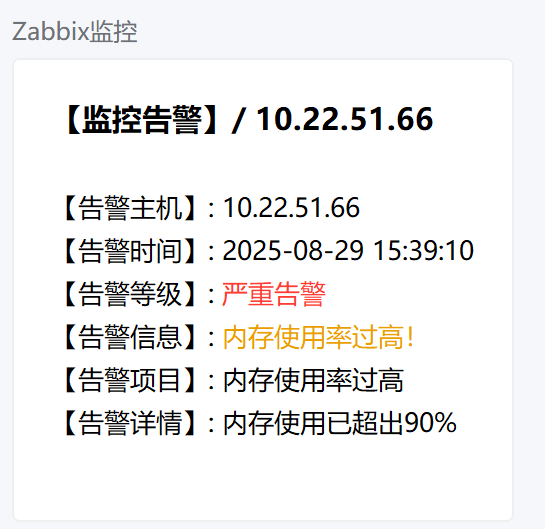 Zabbix监控
【监控告警】/ 10.22.51.66
【告警主机】: 10.22.51.66
【告警时间】: 2025-08-29 15:39:10
【告警等级】: 严重告警
【告警信息】: 内存使用率过高！
【告警项目】: 内存使用率过高
【告警详情】: 内存使用已超出90%